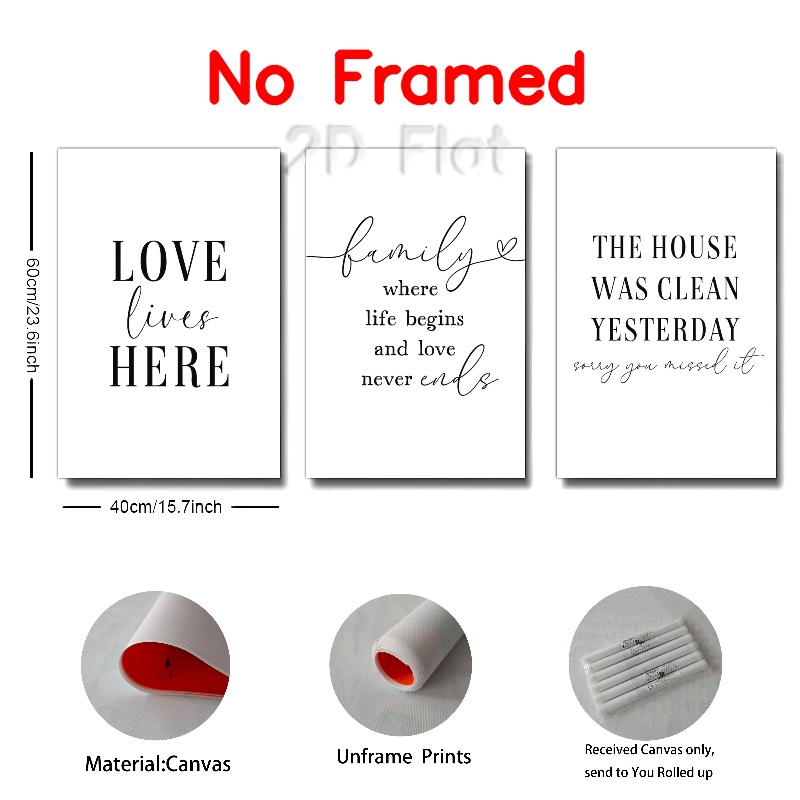 No Framed
2D Flat
60cm/23.6inch
LOVE
lives
HERE
family
where
life begins
and love
never ends
THE HOUSE
WAS CLEAN
YESTERDAY
sorry you missed it
40cm/15.7inch
Material:Canvas
Unframe Prints
Received Canvas only,
send to You Rolled up